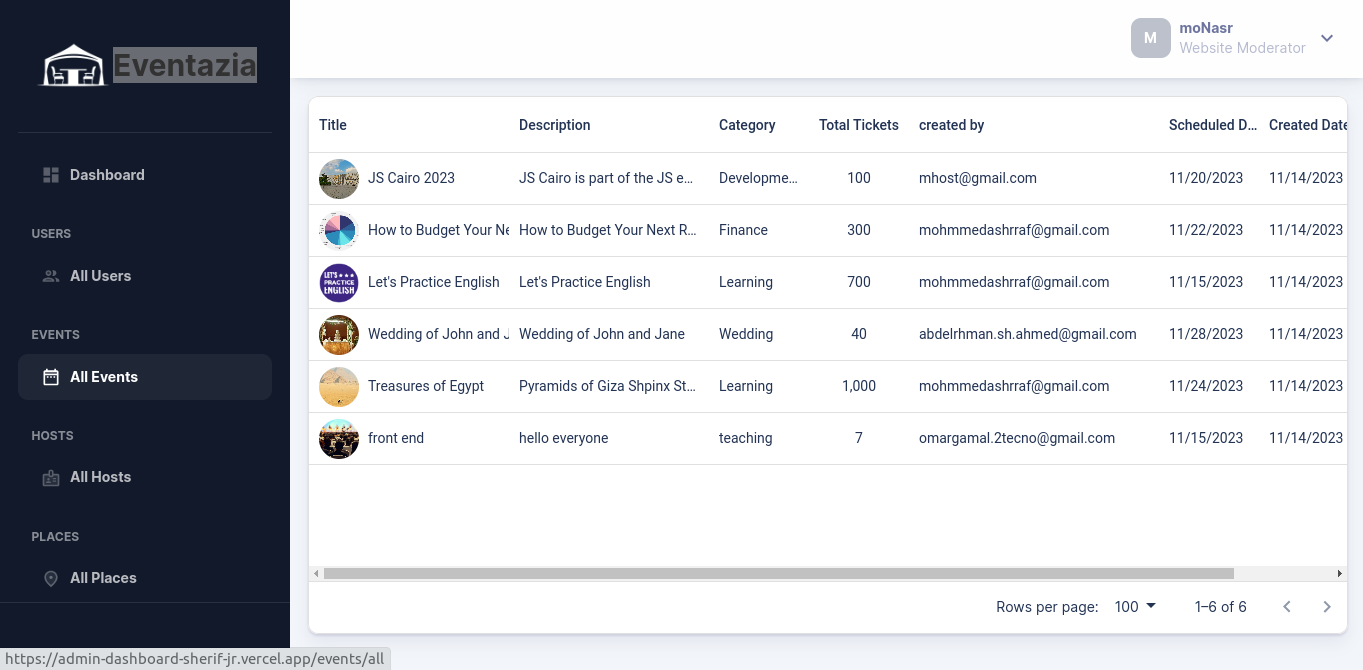 Eventazia
Dashboard
USERS
All Users
EVENTS
All Events
HOSTS
All Hosts
PLACES
All Places
M
moNasr
Website Moderator
Title Description Category Total Tickets created by Scheduled D... Created Date
JS Cairo 2023 JS Cairo is part of the JS e... Developme... 100 mhost@gmail.com 11/20/2023 11/14/2023
How to Budget Your Ne How to Budget Your Next R... Finance 300 mohmmedashrraf@gmail.com 11/22/2023 11/14/2023
LET'S PRACTICE ENGLISH Let's Practice English Let's Practice English Learning 700 mohmmedashrraf@gmail.com 11/15/2023 11/14/2023
Wedding of John and J Wedding of John and Jane Wedding 40 abdelrhman.sh.ahmed@gmail.com 11/28/2023 11/14/2023
Treasures of Egypt Pyramids of Giza Shpinx St... Learning 1,000 mohmmedashrraf@gmail.com 11/24/2023 11/14/2023
front end hello everyone teaching 7 omargamal.2tecno@gmail.com 11/15/2023 11/14/2023
Rows per page: 100 1–6 of 6
https://admin-dashboard-sherif-jr.vercel.app/events/all